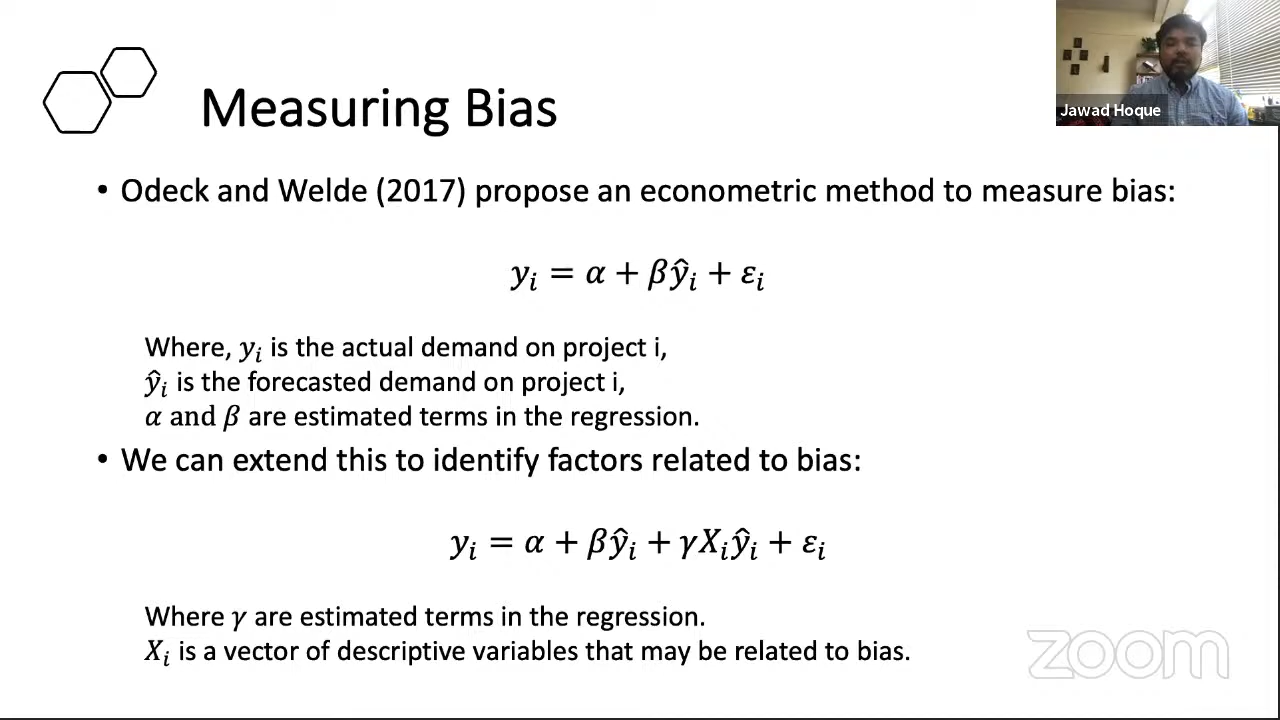 Jawad Hoque
Measuring Bias
• Odeck and Welde (2017) propose an econometric method to measure bias:
yᵢ = α + βŷᵢ + εᵢ
Where, yᵢ is the actual demand on project i,
ŷᵢ is the forecasted demand on project i,
α and β are estimated terms in the regression.
• We can extend this to identify factors related to bias:
yᵢ = α + βŷᵢ + γXᵢŷᵢ + εᵢ
Where γ are estimated terms in the regression.
Xᵢ is a vector of descriptive variables that may be related to bias.
zoom